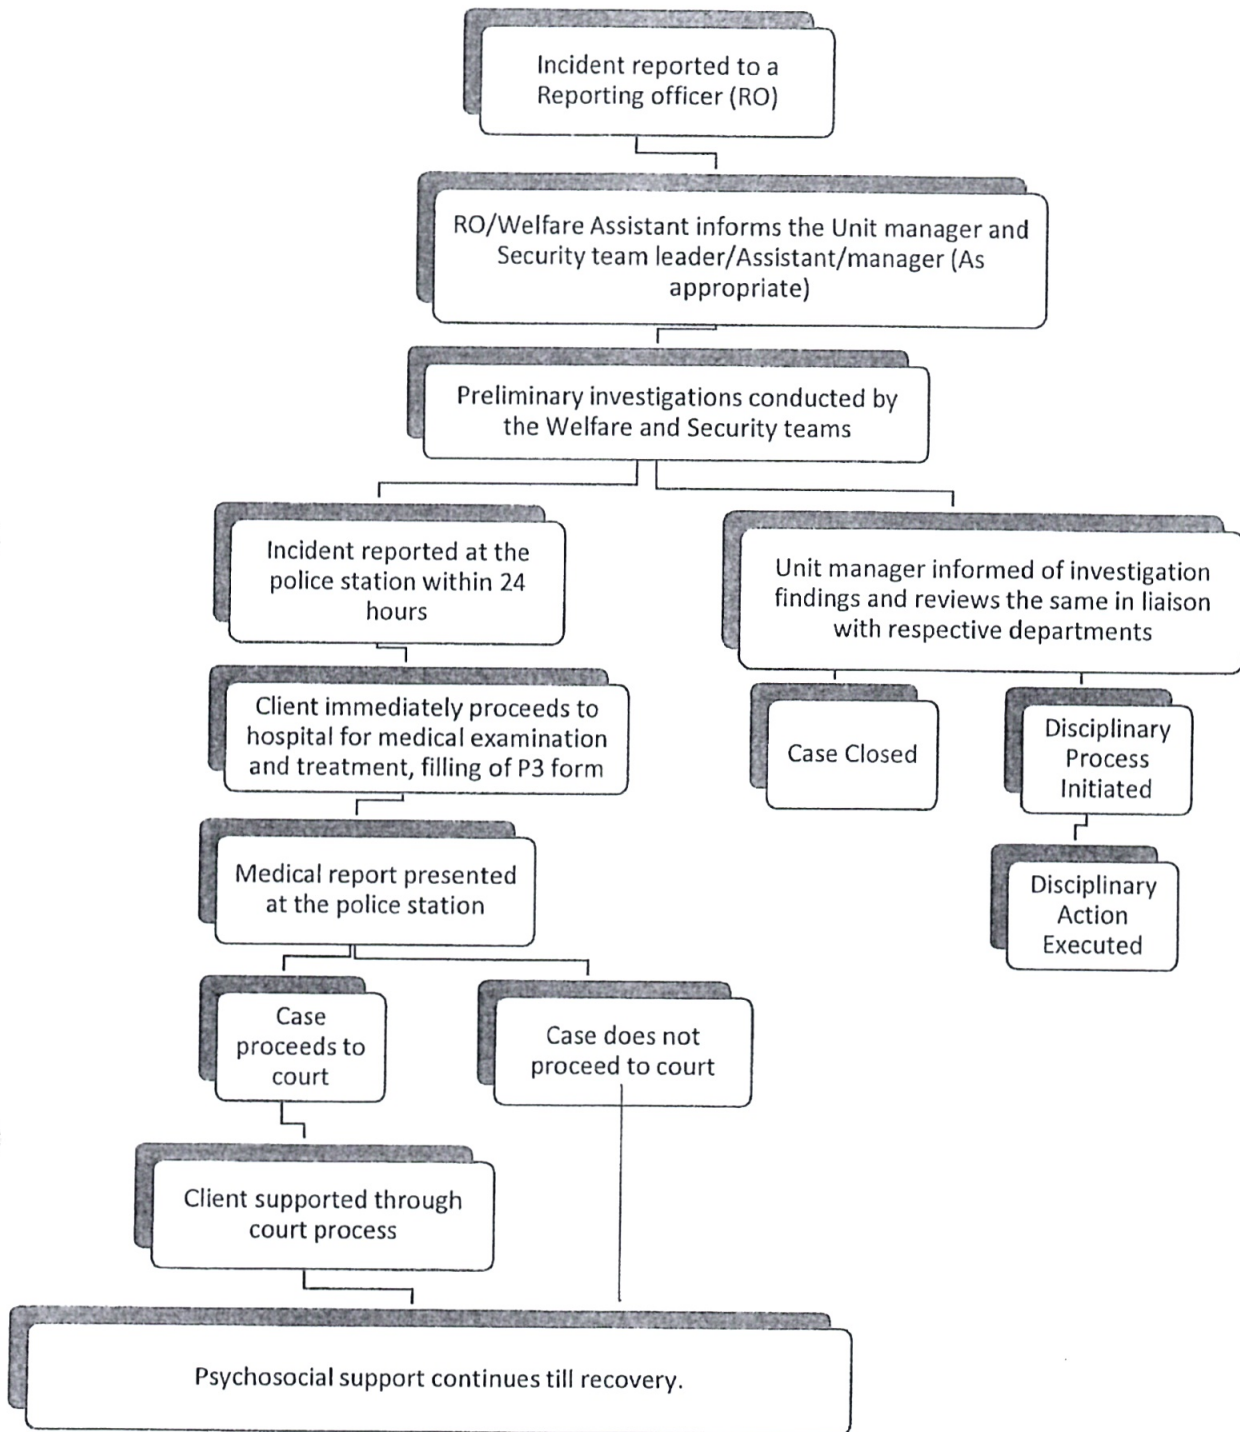 Incident reported to a
Reporting officer (RO)
RO/Welfare Assistant informs the Unit manager and
Security team leader/Assistant/manager (As
appropriate)
Preliminary investigations conducted by
the Welfare and Security teams
Incident reported at the
police station within 24
hours
Unit manager informed of investigation
findings and reviews the same in liaison
with respective departments
Client immediately proceeds to
hospital for medical examination
and treatment, filling of P3 form
Case Closed
Disciplinary
Process
Initiated
Medical report presented
at the police station
Disciplinary
Action
Executed
Case
proceeds to
court
Case does not
proceed to court
Client supported through
court process
Psychosocial support continues till recovery.